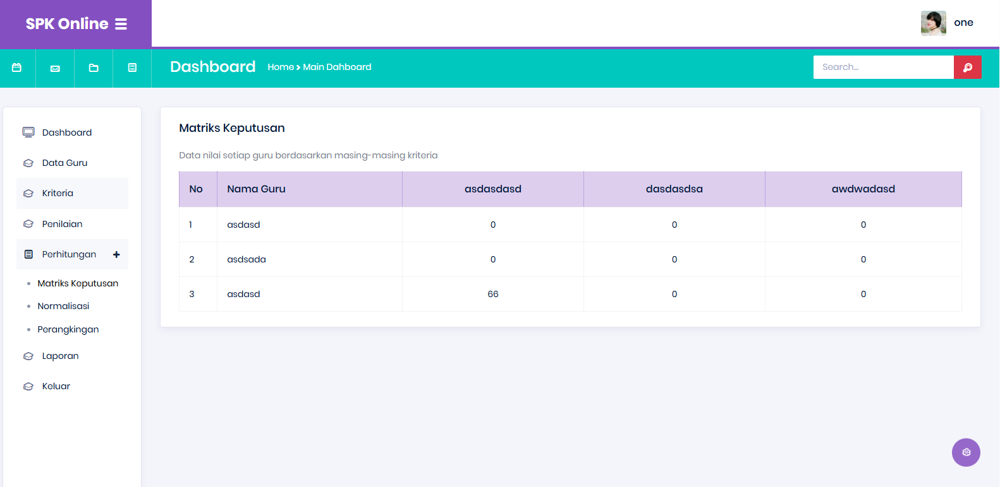 SPK Online
one
Dashboard Home Main Dahboard
Search...
Dashboard
Data Guru
Kriteria
Penilaian
Perhitungan
Matriks Keputusan
Normalisasi
Perangkingan
Laporan
Keluar
Matriks Keputusan
Data nilai setiap guru berdasarkan masing-masing kriteria
No Nama Guru asdasdasd dasdasdsa awdwadasd
1 asdasd 0 0 0
2 asdsada 0 0 0
3 asdasd 66 0 0